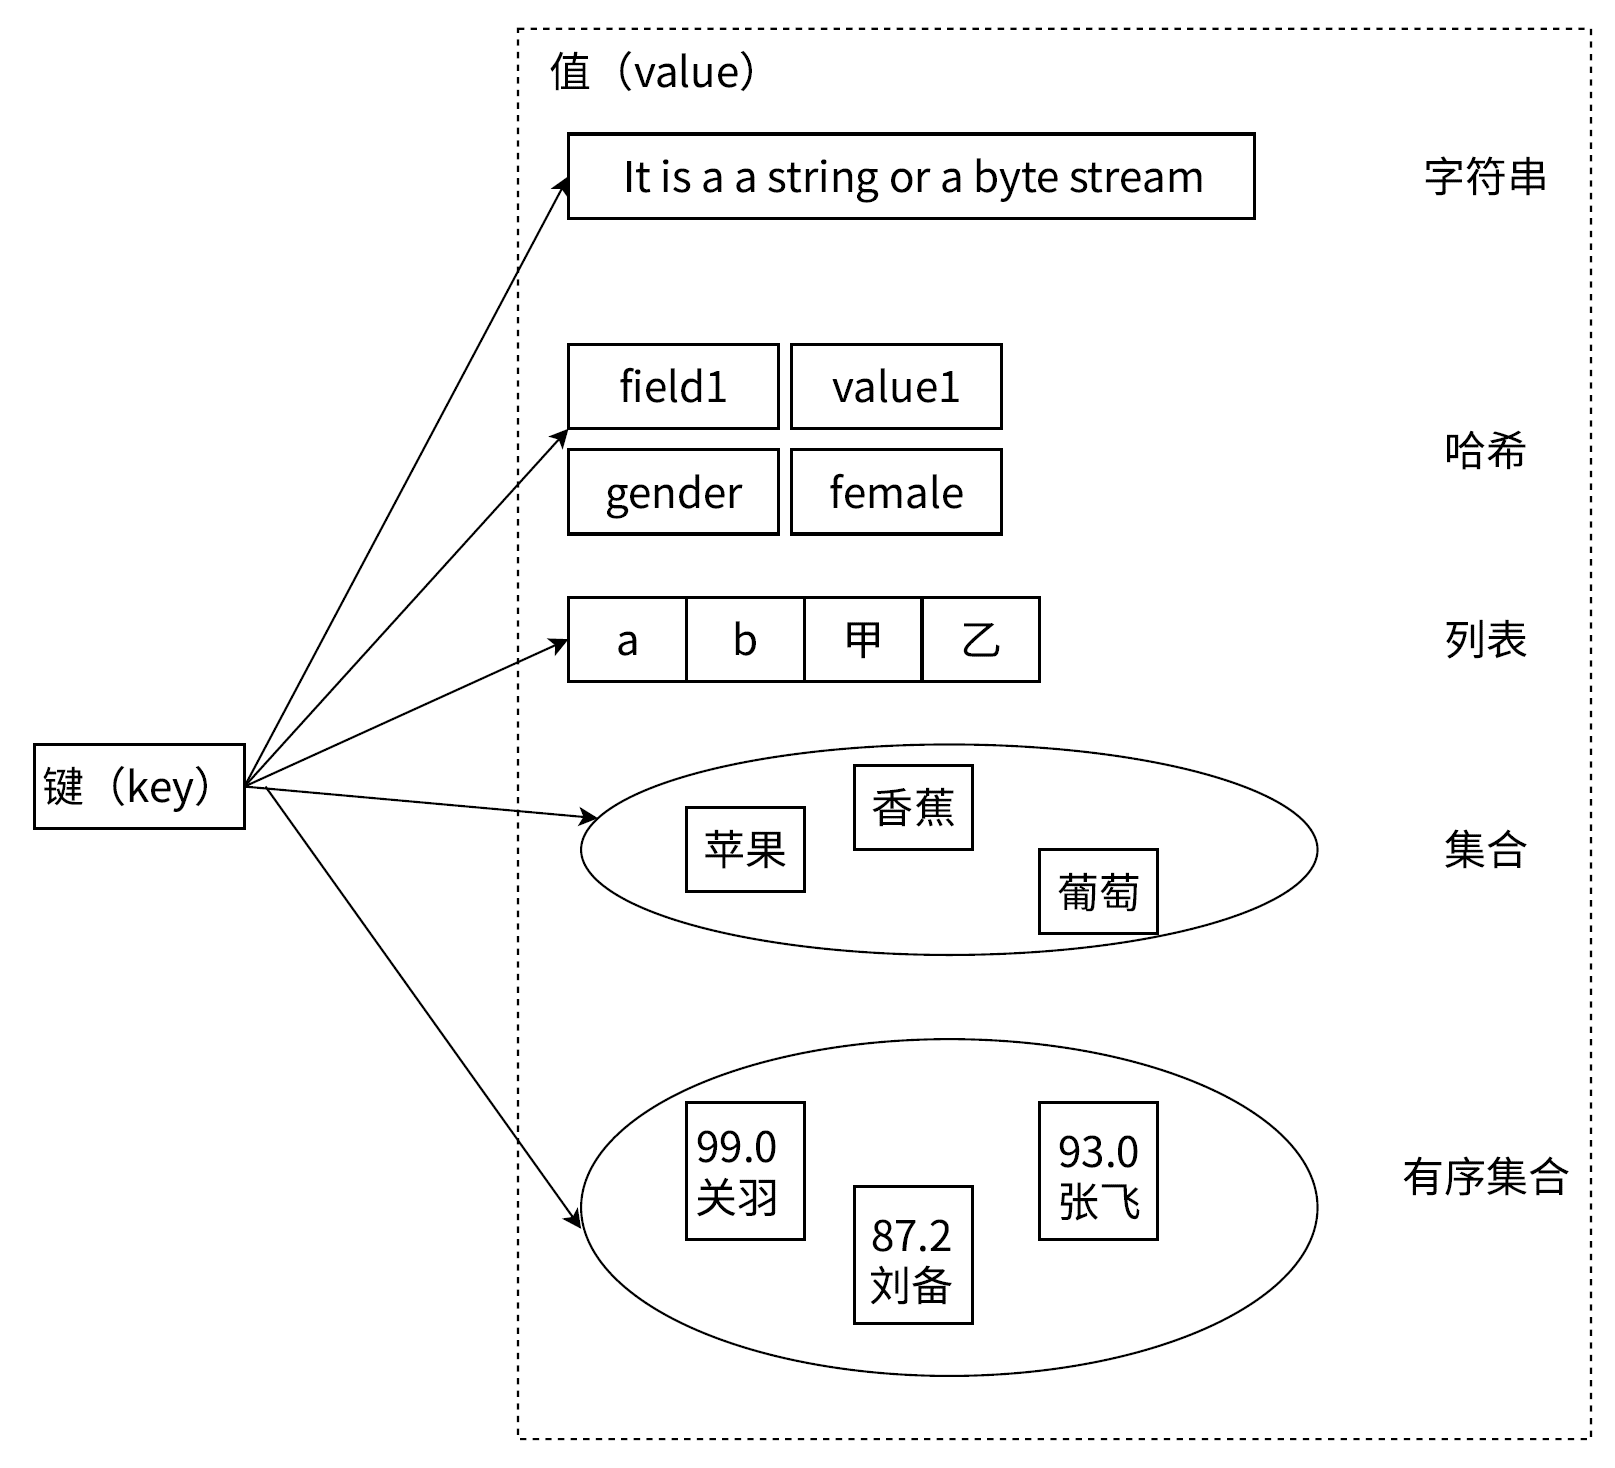 值（value）
It is a a string or a byte stream
字符串
field1
value1
gender
female
哈希
a
b
甲
乙
列表
键（key）
苹果
香蕉
葡萄
集合
99.0
关羽
87.2
刘备
93.0
张飞
有序集合